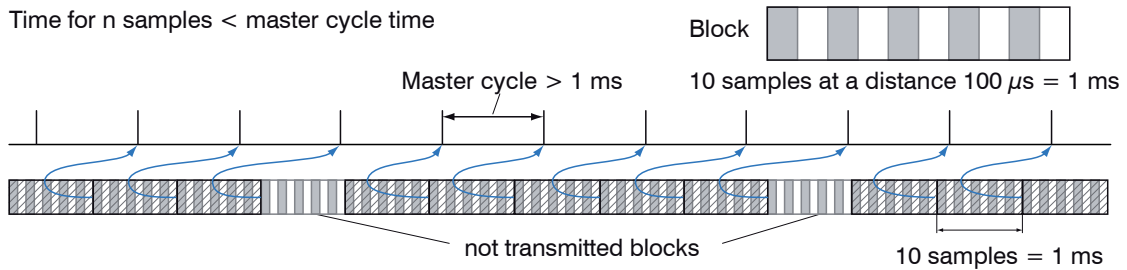 Time for n samples < master cycle time
Block
Master cycle > 1 ms
10 samples at a distance 100 µs = 1 ms
not transmitted blocks
10 samples = 1 ms